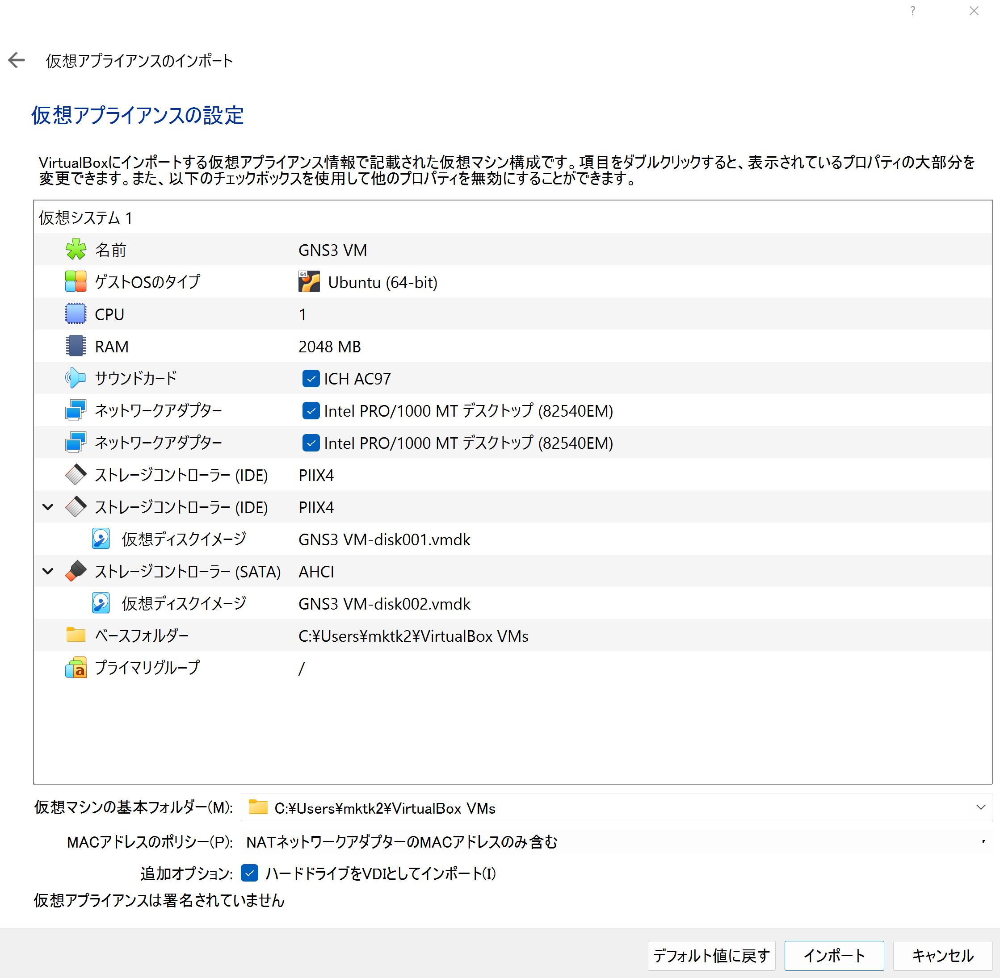 ?
仮想アプライアンスのインポート
仮想アプライアンスの設定
VirtualBoxにインポートする仮想アプライアンス情報で記載された仮想マシン構成です。項目をダブルクリックすると、表示されているプロパティの大部分を
変更できます。また、以下のチェックボックスを使用して他のプロパティを無効にすることができます。
仮想システム 1
名前 GNS3 VM
ゲストOSのタイプ 64 Ubuntu (64-bit)
CPU 1
RAM 2048 MB
サウンドカード ICH AC97
ネットワークアダプター Intel PRO/1000 MT デスクトップ (82540EM)
ネットワークアダプター Intel PRO/1000 MT デスクトップ (82540EM)
ストレージコントローラー (IDE) PIIX4
ストレージコントローラー (IDE) PIIX4
仮想ディスクイメージ GNS3 VM-disk001.vmdk
ストレージコントローラー (SATA) AHCI
仮想ディスクイメージ GNS3 VM-disk002.vmdk
ベースフォルダー C:¥Users¥mktk2¥VirtualBox VMs
a プライマリグループ /
仮想マシンの基本フォルダー(M): C:¥Users¥mktk2¥VirtualBox VMs
MACアドレスのポリシー(P): NATネットワークアダプターのMACアドレスのみ含む
追加オプション: ハードドライブをVDIとしてインポート(I)
仮想アプライアンスは署名されていません
デフォルト値に戻す インポート キャンセル